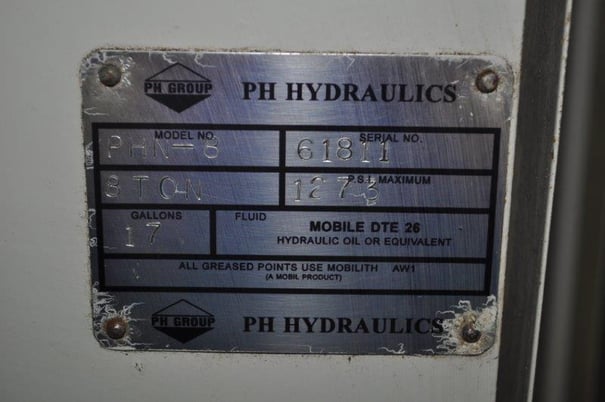 PH GROUP PH HYDRAULICS
MODEL NO. SERIAL NO.
PHN-8 61811
P.S.I. MAXIMUM
8 TON 1273
GALLONS FLUID MOBILE DTE 26
17 HYDRAULIC OIL OR EQUIVALENT
ALL GREASED POINTS USE MOBILITH AW1
(A MOBIL PRODUCT)
PH GROUP PH HYDRAULICS